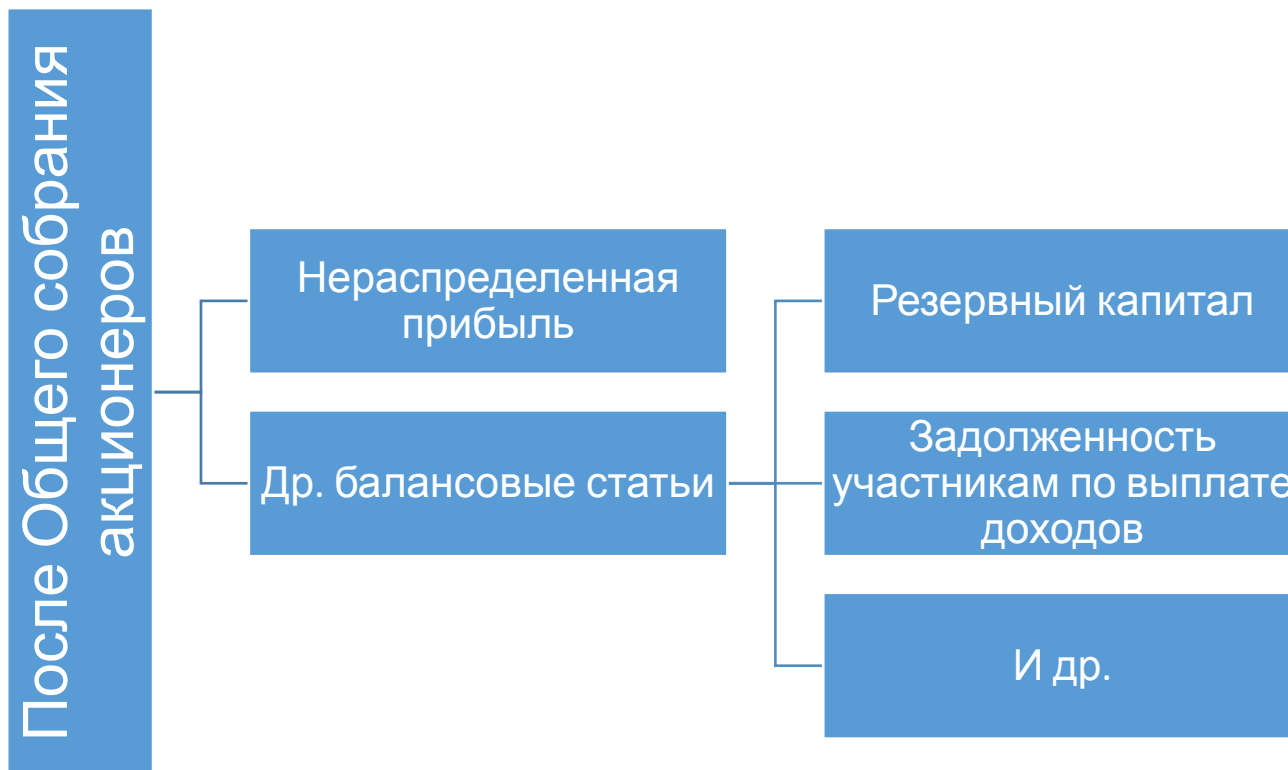 После Общего собрания
акционеров
Нераспределенная
прибыль
Др. балансовые статьи
Резервный капитал
Задолженность
участникам по выплате
доходов
И др.